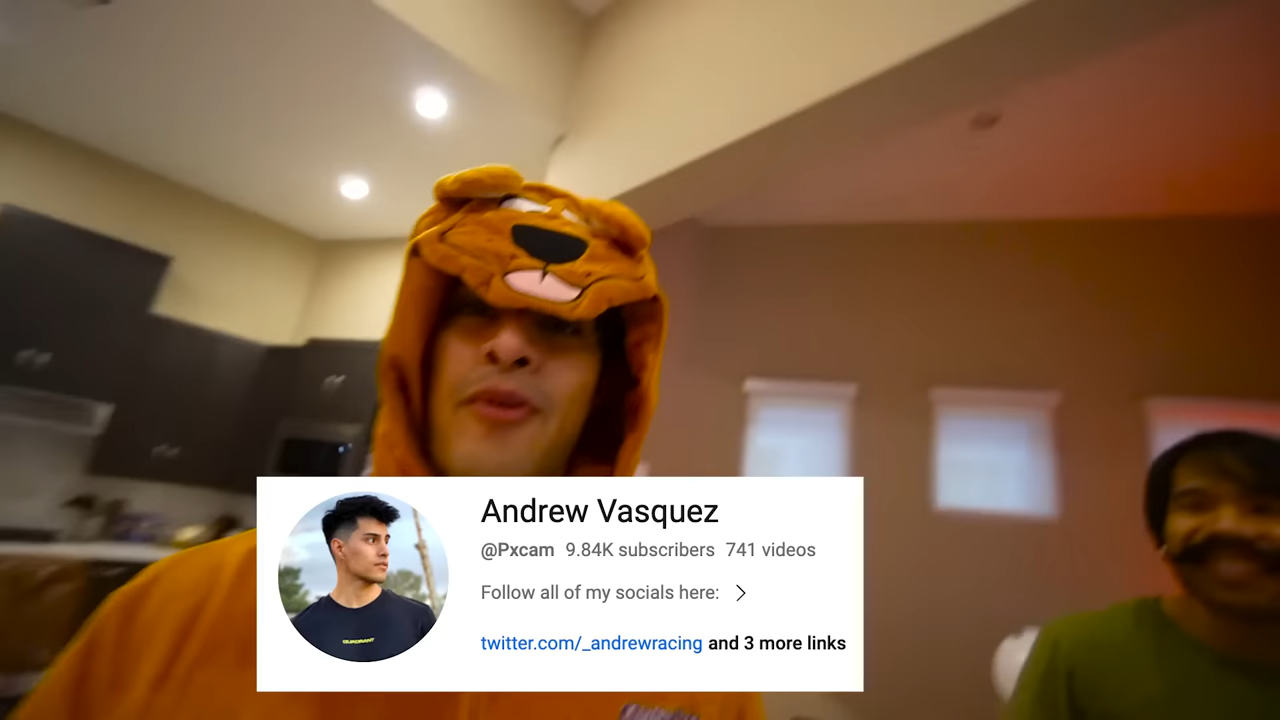 Andrew Vasquez
@Pxcam 9.84K subscribers 741 videos
Follow all of my socials here:
twitter.com/_andrewracing and 3 more links